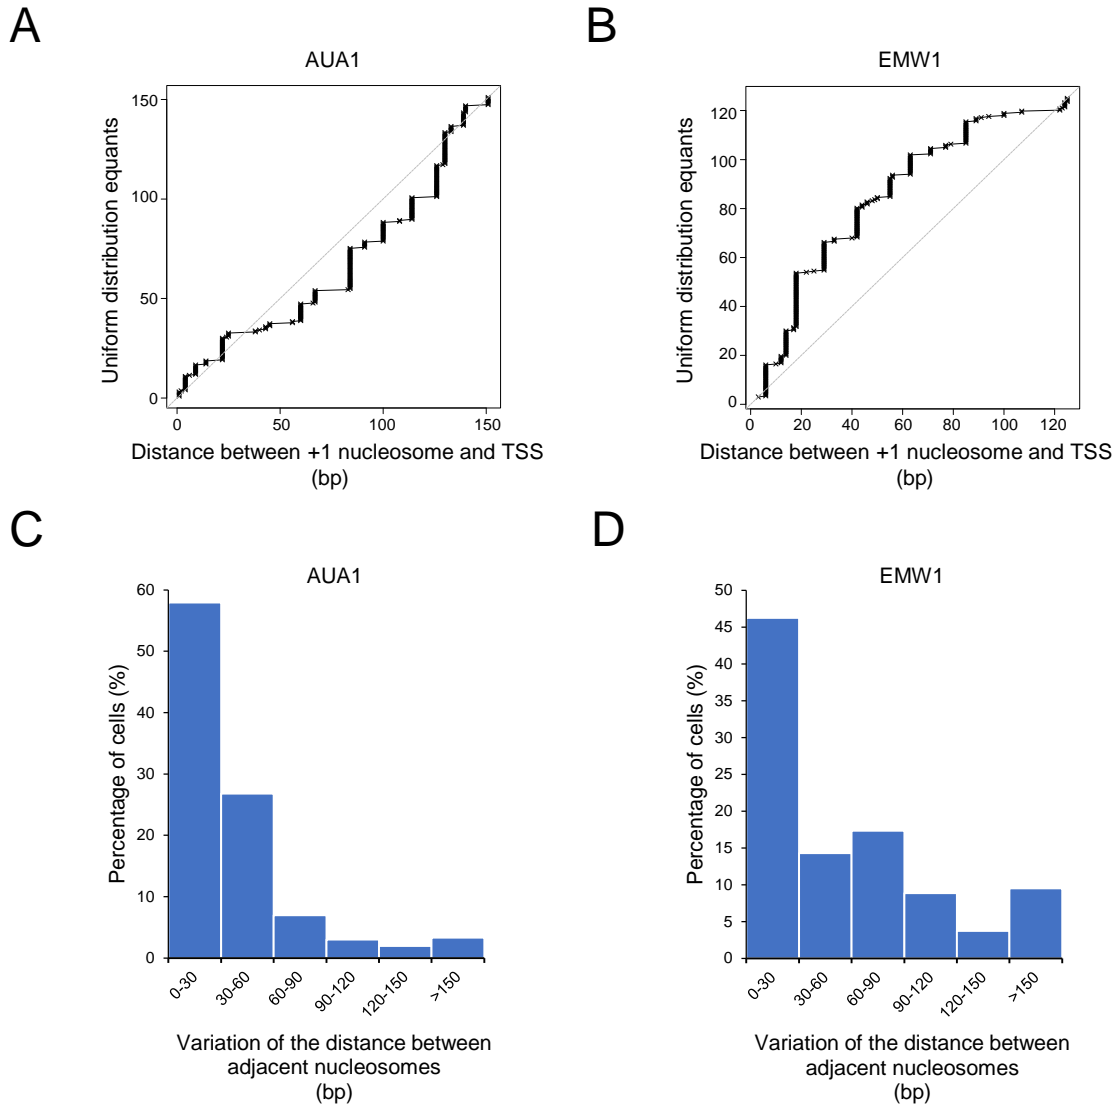 A
AUA1
Uniform distribution equants
150
100
50
0
0 50 100 150
Distance between +1 nucleosome and TSS
(bp)
B
EMW1
Uniform distribution equants
120
100
80
60
40
20
0
0 20 40 60 80 100 120
Distance between +1 nucleosome and TSS
(bp)
C
AUA1
Percentage of cells (%)
60
50
40
30
20
10
0
0-30 30-60 60-90 90-120 120-150 >150
Variation of the distance between
adjacent nucleosomes
(bp)
D
EMW1
Percentage of cells (%)
50
45
40
35
30
25
20
15
10
5
0
0-30 30-60 60-90 90-120 120-150 >150
Variation of the distance between
adjacent nucleosomes
(bp)